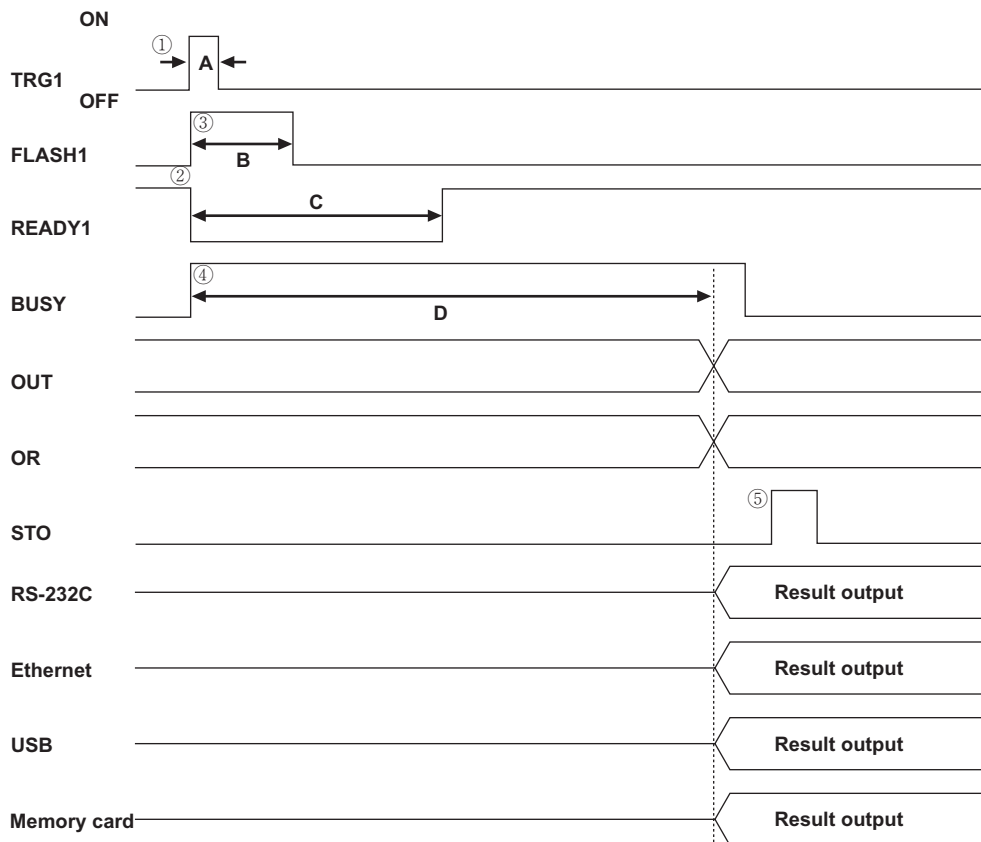 ON
①
A
TRG1
OFF
③
FLASH1
B
②
C
READY1
④
BUSY
D
OUT
OR
⑤
STO
RS-232C Result output
Ethernet Result output
USB Result output
Memory card Result output